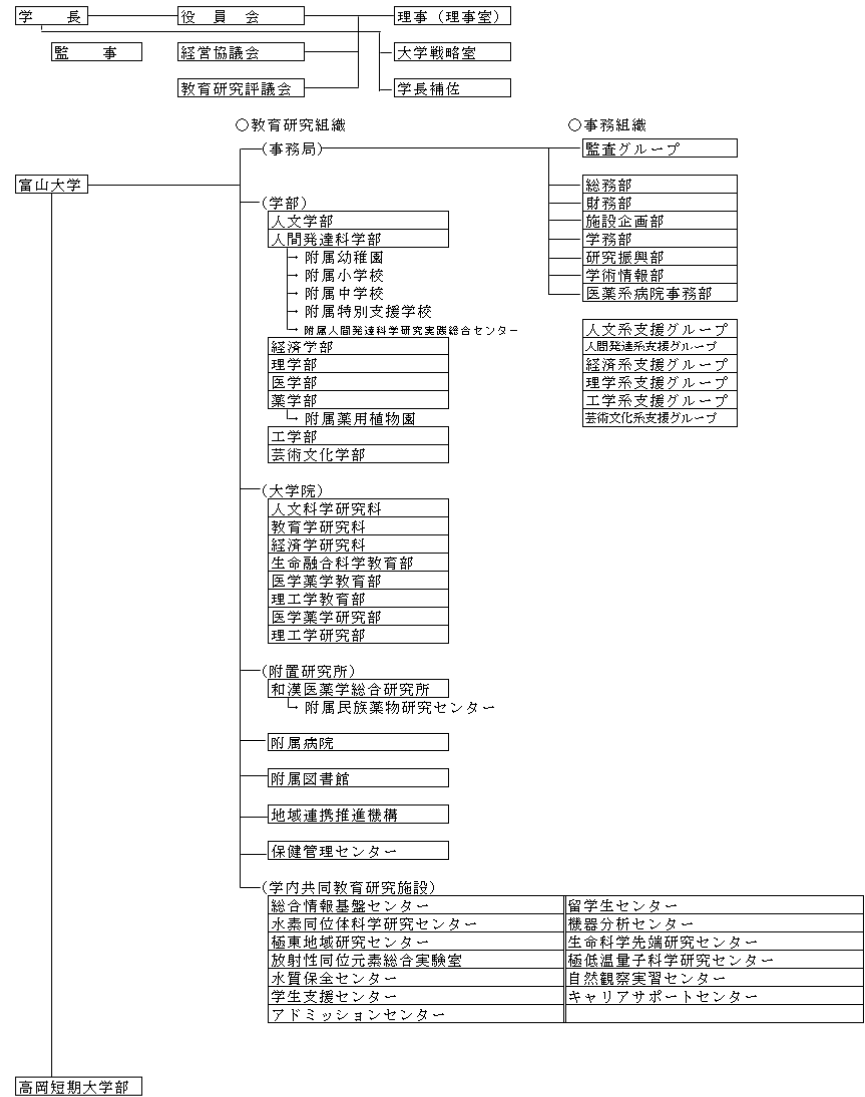 学　長　役　員　会　理事（理事室）
監　事　経営協議会　大学戦略室
教育研究評議会　学長補佐
○教育研究組織　○事務組織
(事務局)　監査グループ
富山大学　総務部
(学部)　財務部
人文学部　施設企画部
人間発達科学部　学務部
附属幼稚園　研究振興部
附属小学校　学術情報部
附属中学校　医薬系病院事務部
附属特別支援学校
附属人間発達科学研究実践総合センター　人文系支援グループ
経済学部　人間発達系支援グループ
理学部　経済系支援グループ
医学部　理学系支援グループ
薬学部　工学系支援グループ
附属薬用植物園　芸術文化系支援グループ
工学部
芸術文化学部
(大学院)
人文科学研究科
教育学研究科
経済学研究科
生命融合科学教育部
医学薬学教育部
理工学教育部
医学薬学研究部
理工学研究部
(附置研究所)
和漢医薬学総合研究所
附属民族薬物研究センター
附属病院
附属図書館
地域連携推進機構
保健管理センター
(学内共同教育研究施設)
総合情報基盤センター　留学生センター
水素同位体科学研究センター　機器分析センター
極東地域研究センター　生命科学先端研究センター
放射性同位元素総合実験室　極低温量子科学研究センター
水質保全センター　自然観察実習センター
学生支援センター　キャリアサポートセンター
アドミッションセンター
高岡短期大学部